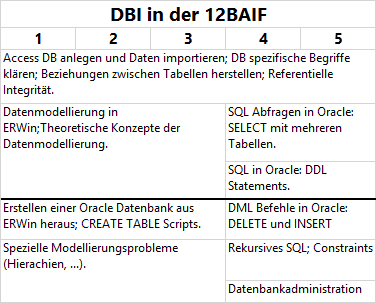 DBI in der 12BAIF
1 2 3 4 5
Access DB anlegen und Daten importieren; DB spezifische Begriffe
klären; Beziehungen zwischen Tabellen herstellen; Referentielle
Integrität.
Datenmodellierung in
ERWin;Theoretische Konzepte der
Datenmodellierung.
SQL Abfragen in Oracle:
SELECT mit mehreren
Tabellen.
SQL in Oracle: DDL
Statements.
Erstellen einer Oracle Datenbank aus
ERWin heraus; CREATE TABLE Scripts.
DML Befehle in Oracle:
DELETE und INSERT
Spezielle Modellierungsprobleme
(Hierachien, ...).
Rekursives SQL; Constraints
Datenbankadministration